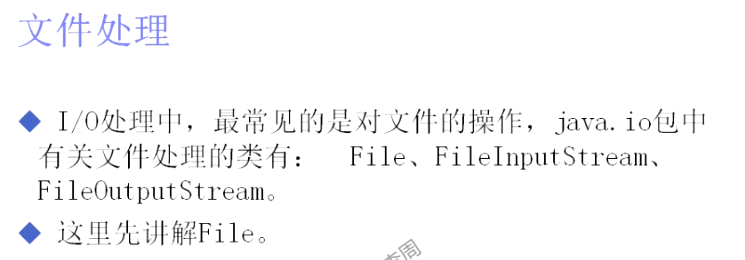 文件处理
◆ I/O处理中，最常见的是对文件的操作，java.io包中
有关文件处理的类有： File、FileInputStream、
FileOutputStream。
◆ 这里先讲解File。